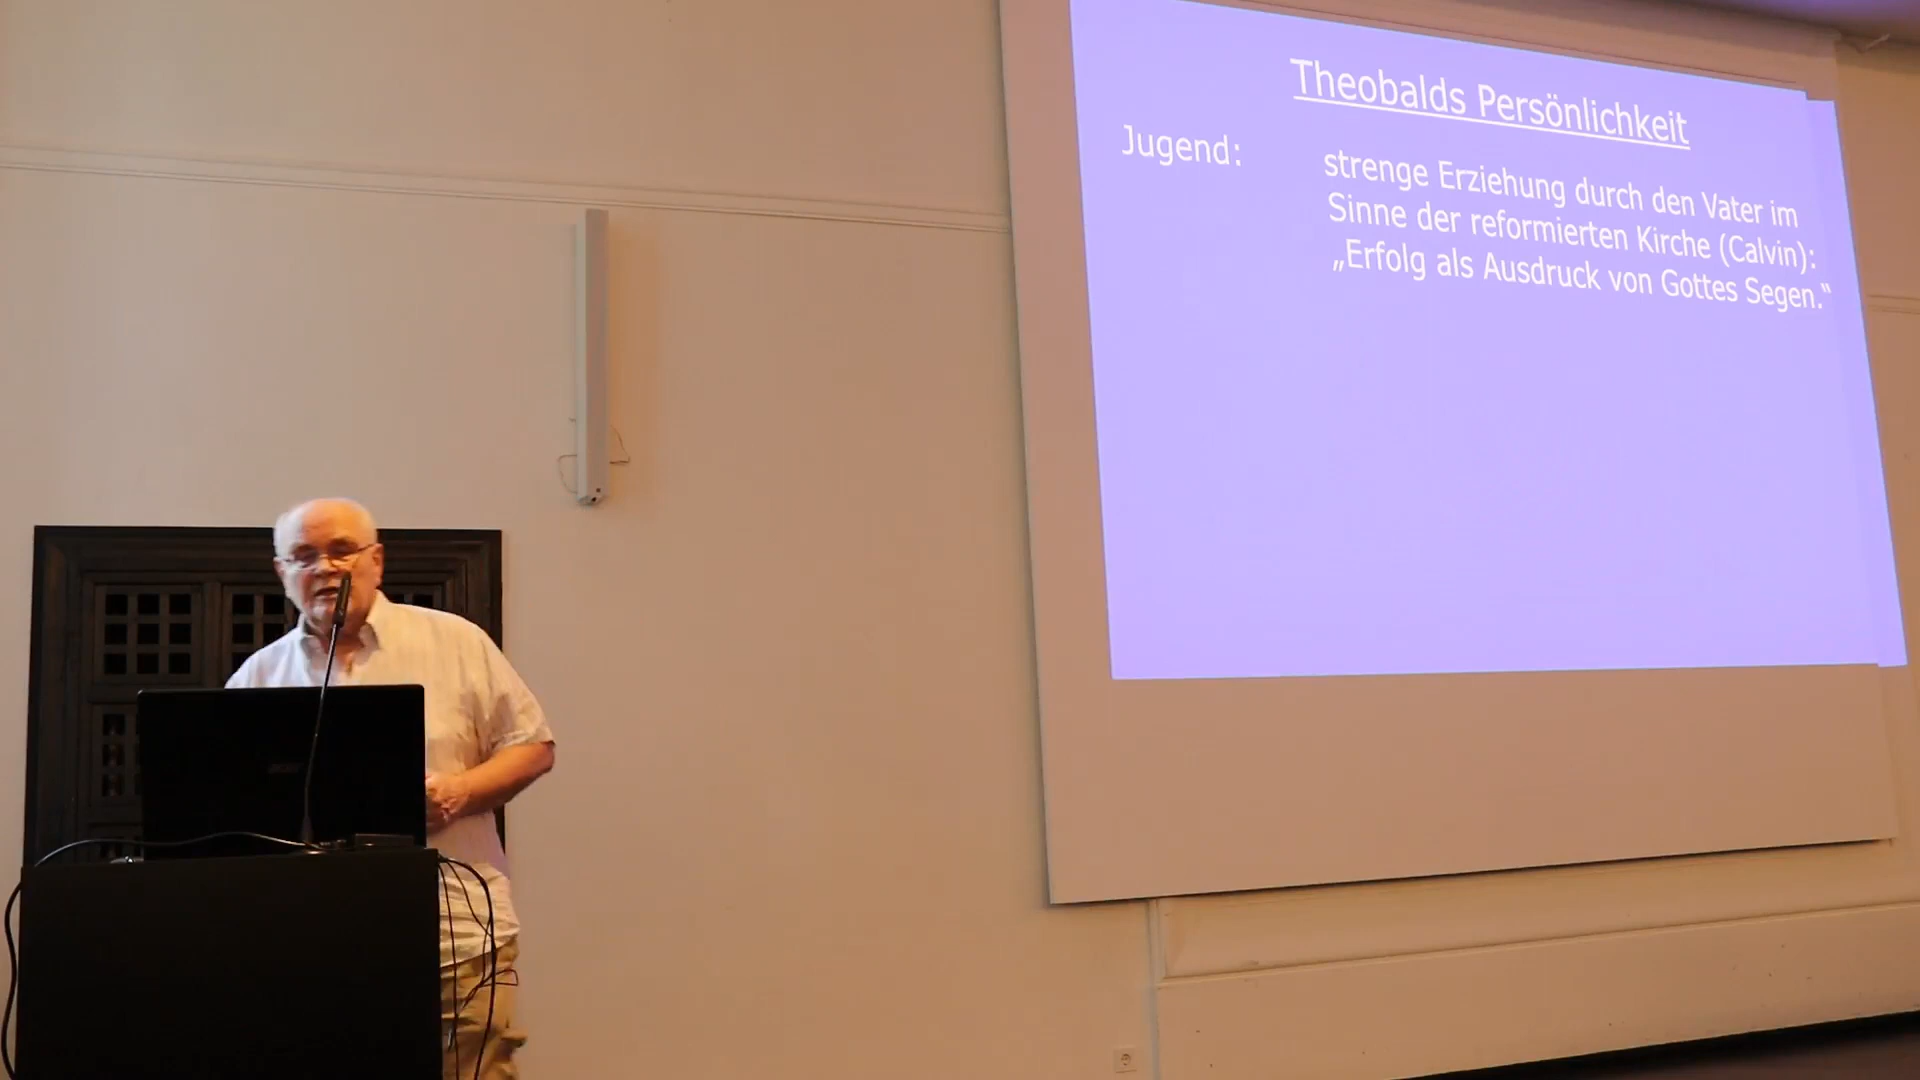 Theobalds Persönlichkeit
Jugend: strenge Erziehung durch den Vater im
Sinne der reformierten Kirche (Calvin):
„Erfolg als Ausdruck von Gottes Segen.“
acer